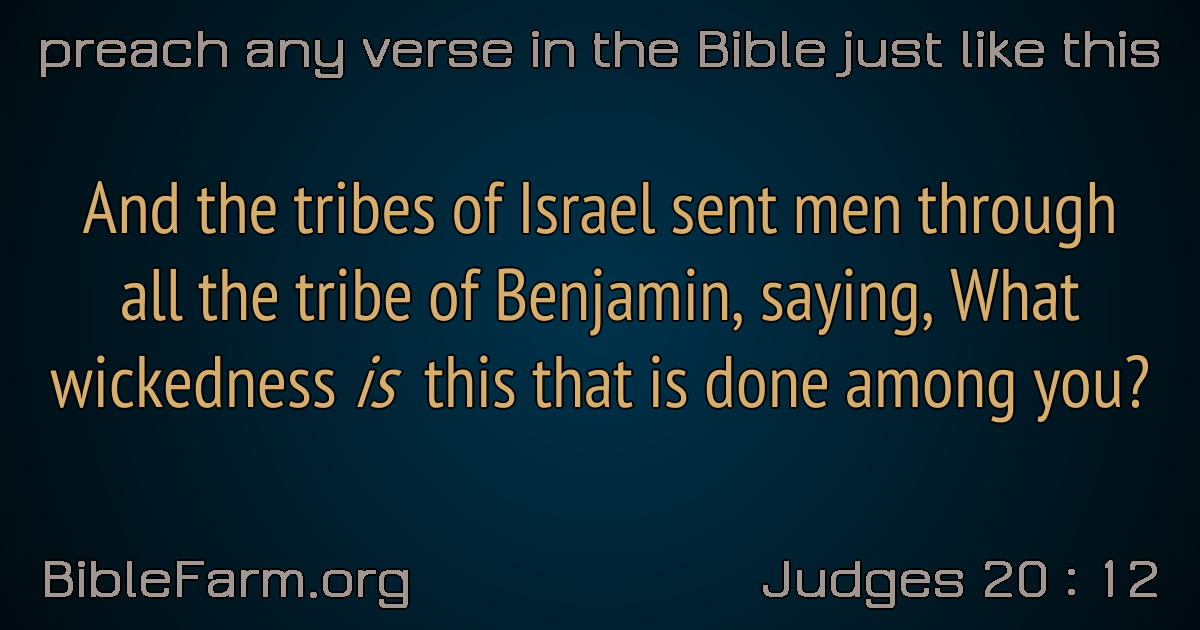 preach any verse in the Bible just like this
And the tribes of Israel sent men through
all the tribe of Benjamin, saying, What
wickedness is this that is done among you?
BibleFarm.org
Judges 20 : 12